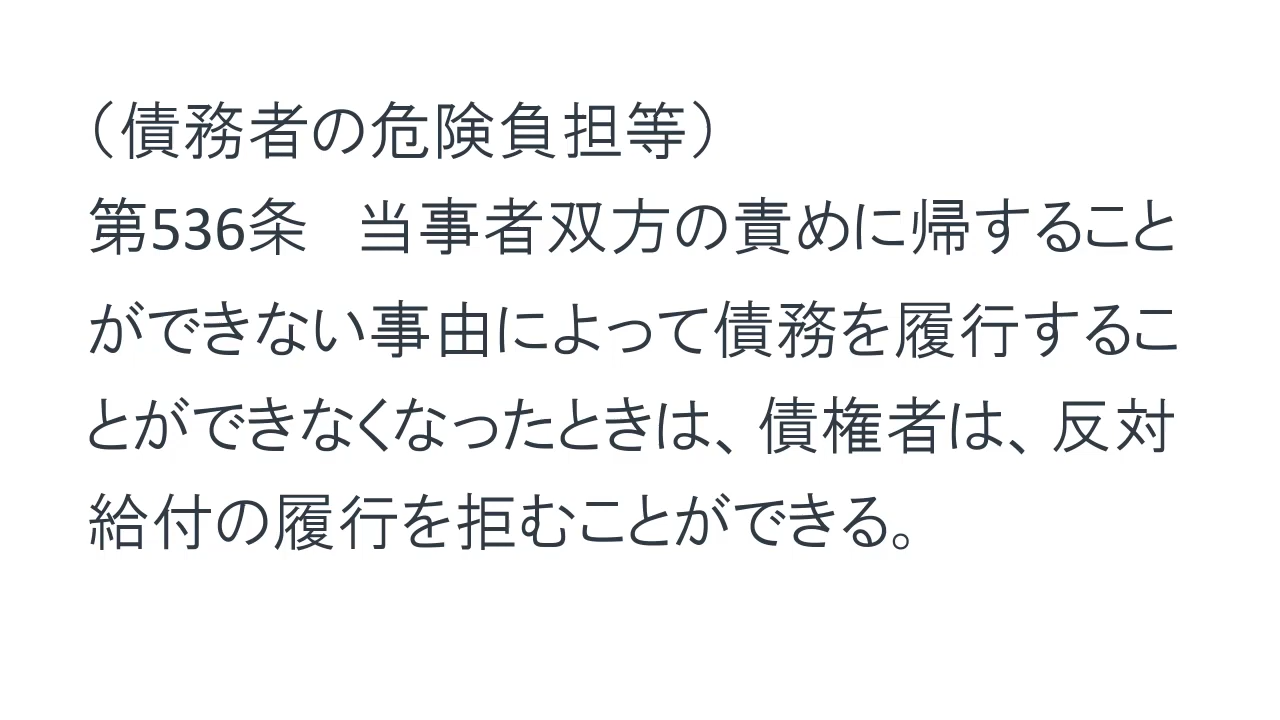 （債務者の危険負担等）
第536条　当事者双方の責めに帰すること
ができない事由によって債務を履行するこ
とができなくなったときは、債権者は、反対
給付の履行を拒むことができる。